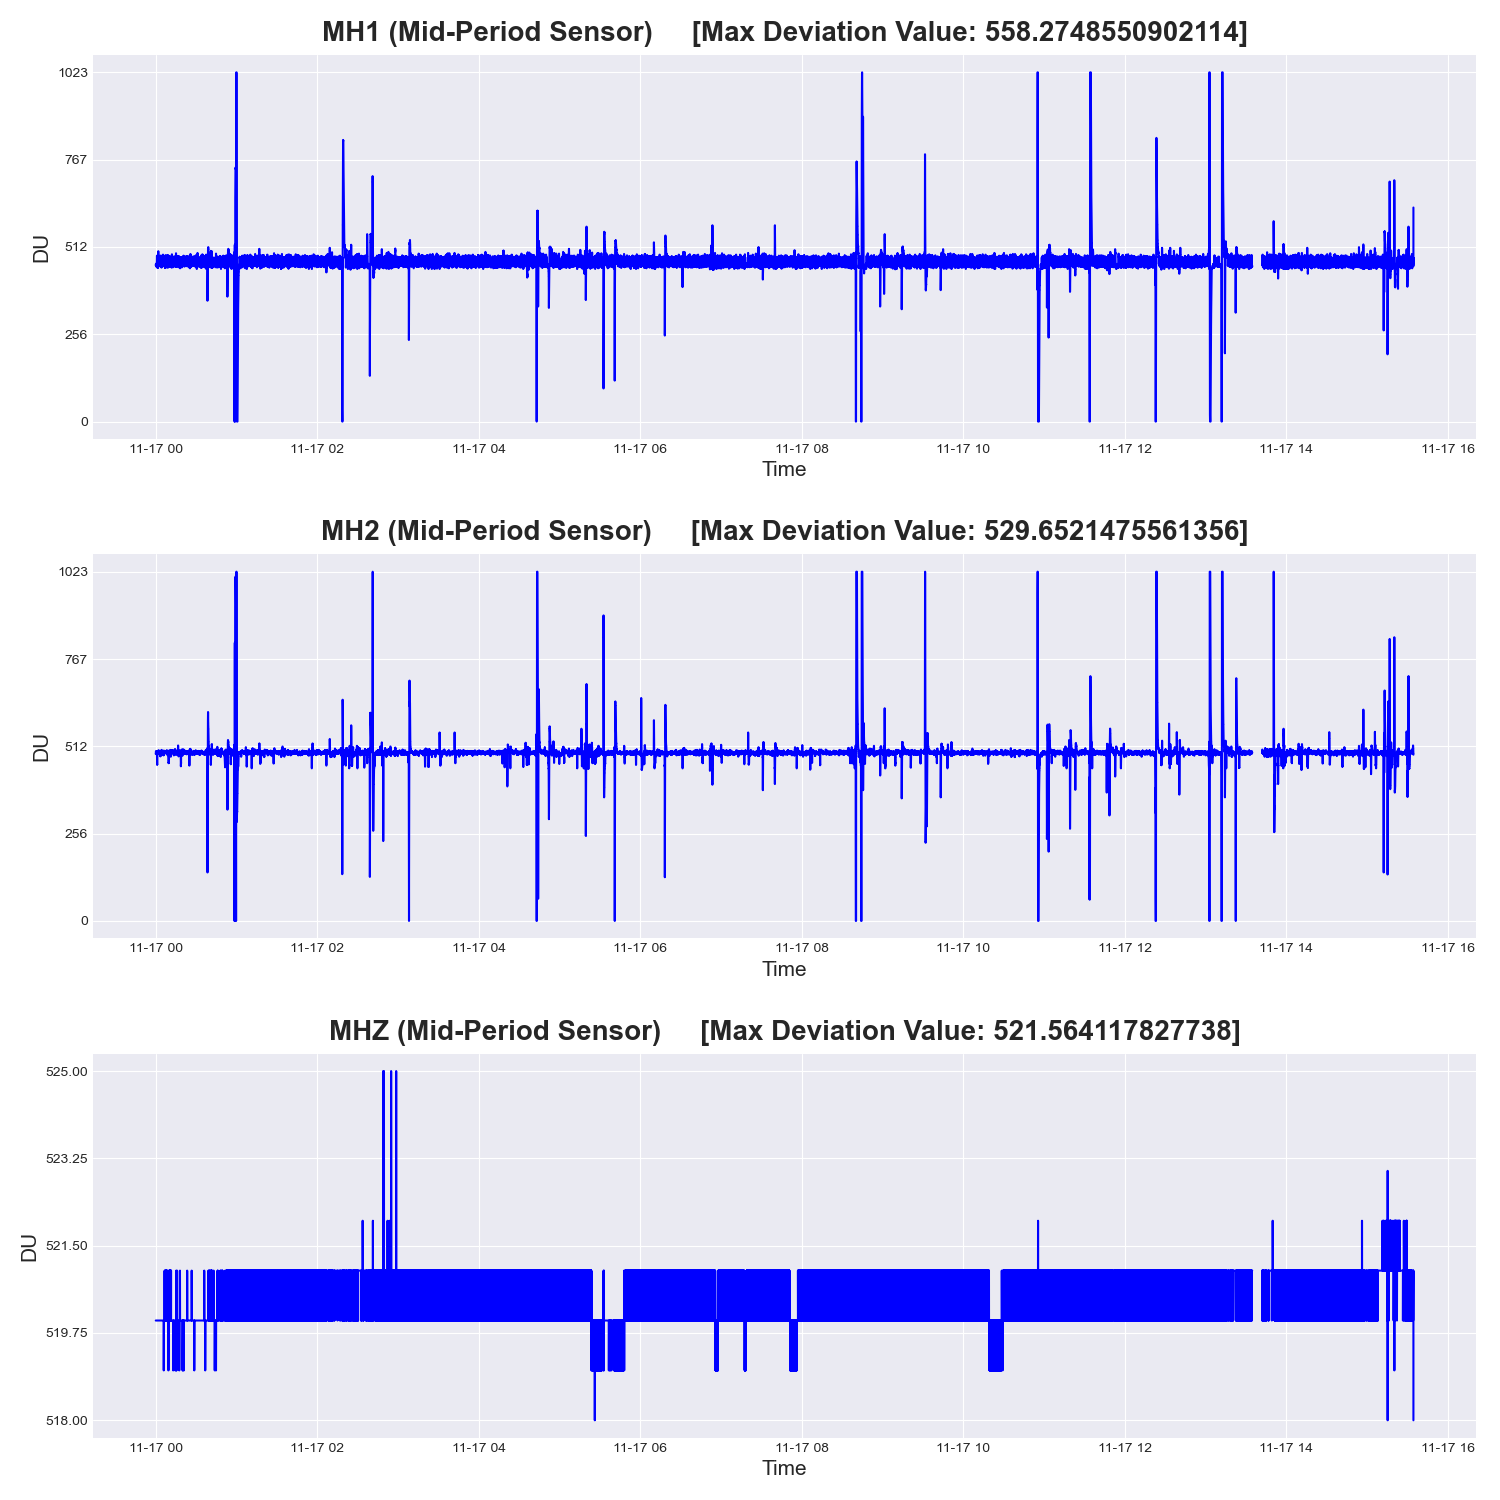 MH1 (Mid-Period Sensor) [Max Deviation Value: 558.2748550902114]
1023
767
512
256
0
DU
11-17 00 11-17 02 11-17 04 11-17 06 11-17 08 11-17 10 11-17 12 11-17 14 11-17 16
Time
MH2 (Mid-Period Sensor) [Max Deviation Value: 529.6521475561356]
1023
767
512
256
0
DU
11-17 00 11-17 02 11-17 04 11-17 06 11-17 08 11-17 10 11-17 12 11-17 14 11-17 16
Time
MHZ (Mid-Period Sensor) [Max Deviation Value: 521.564117827738]
525.00
523.25
521.50
519.75
518.00
DU
11-17 00 11-17 02 11-17 04 11-17 06 11-17 08 11-17 10 11-17 12 11-17 14 11-17 16
Time